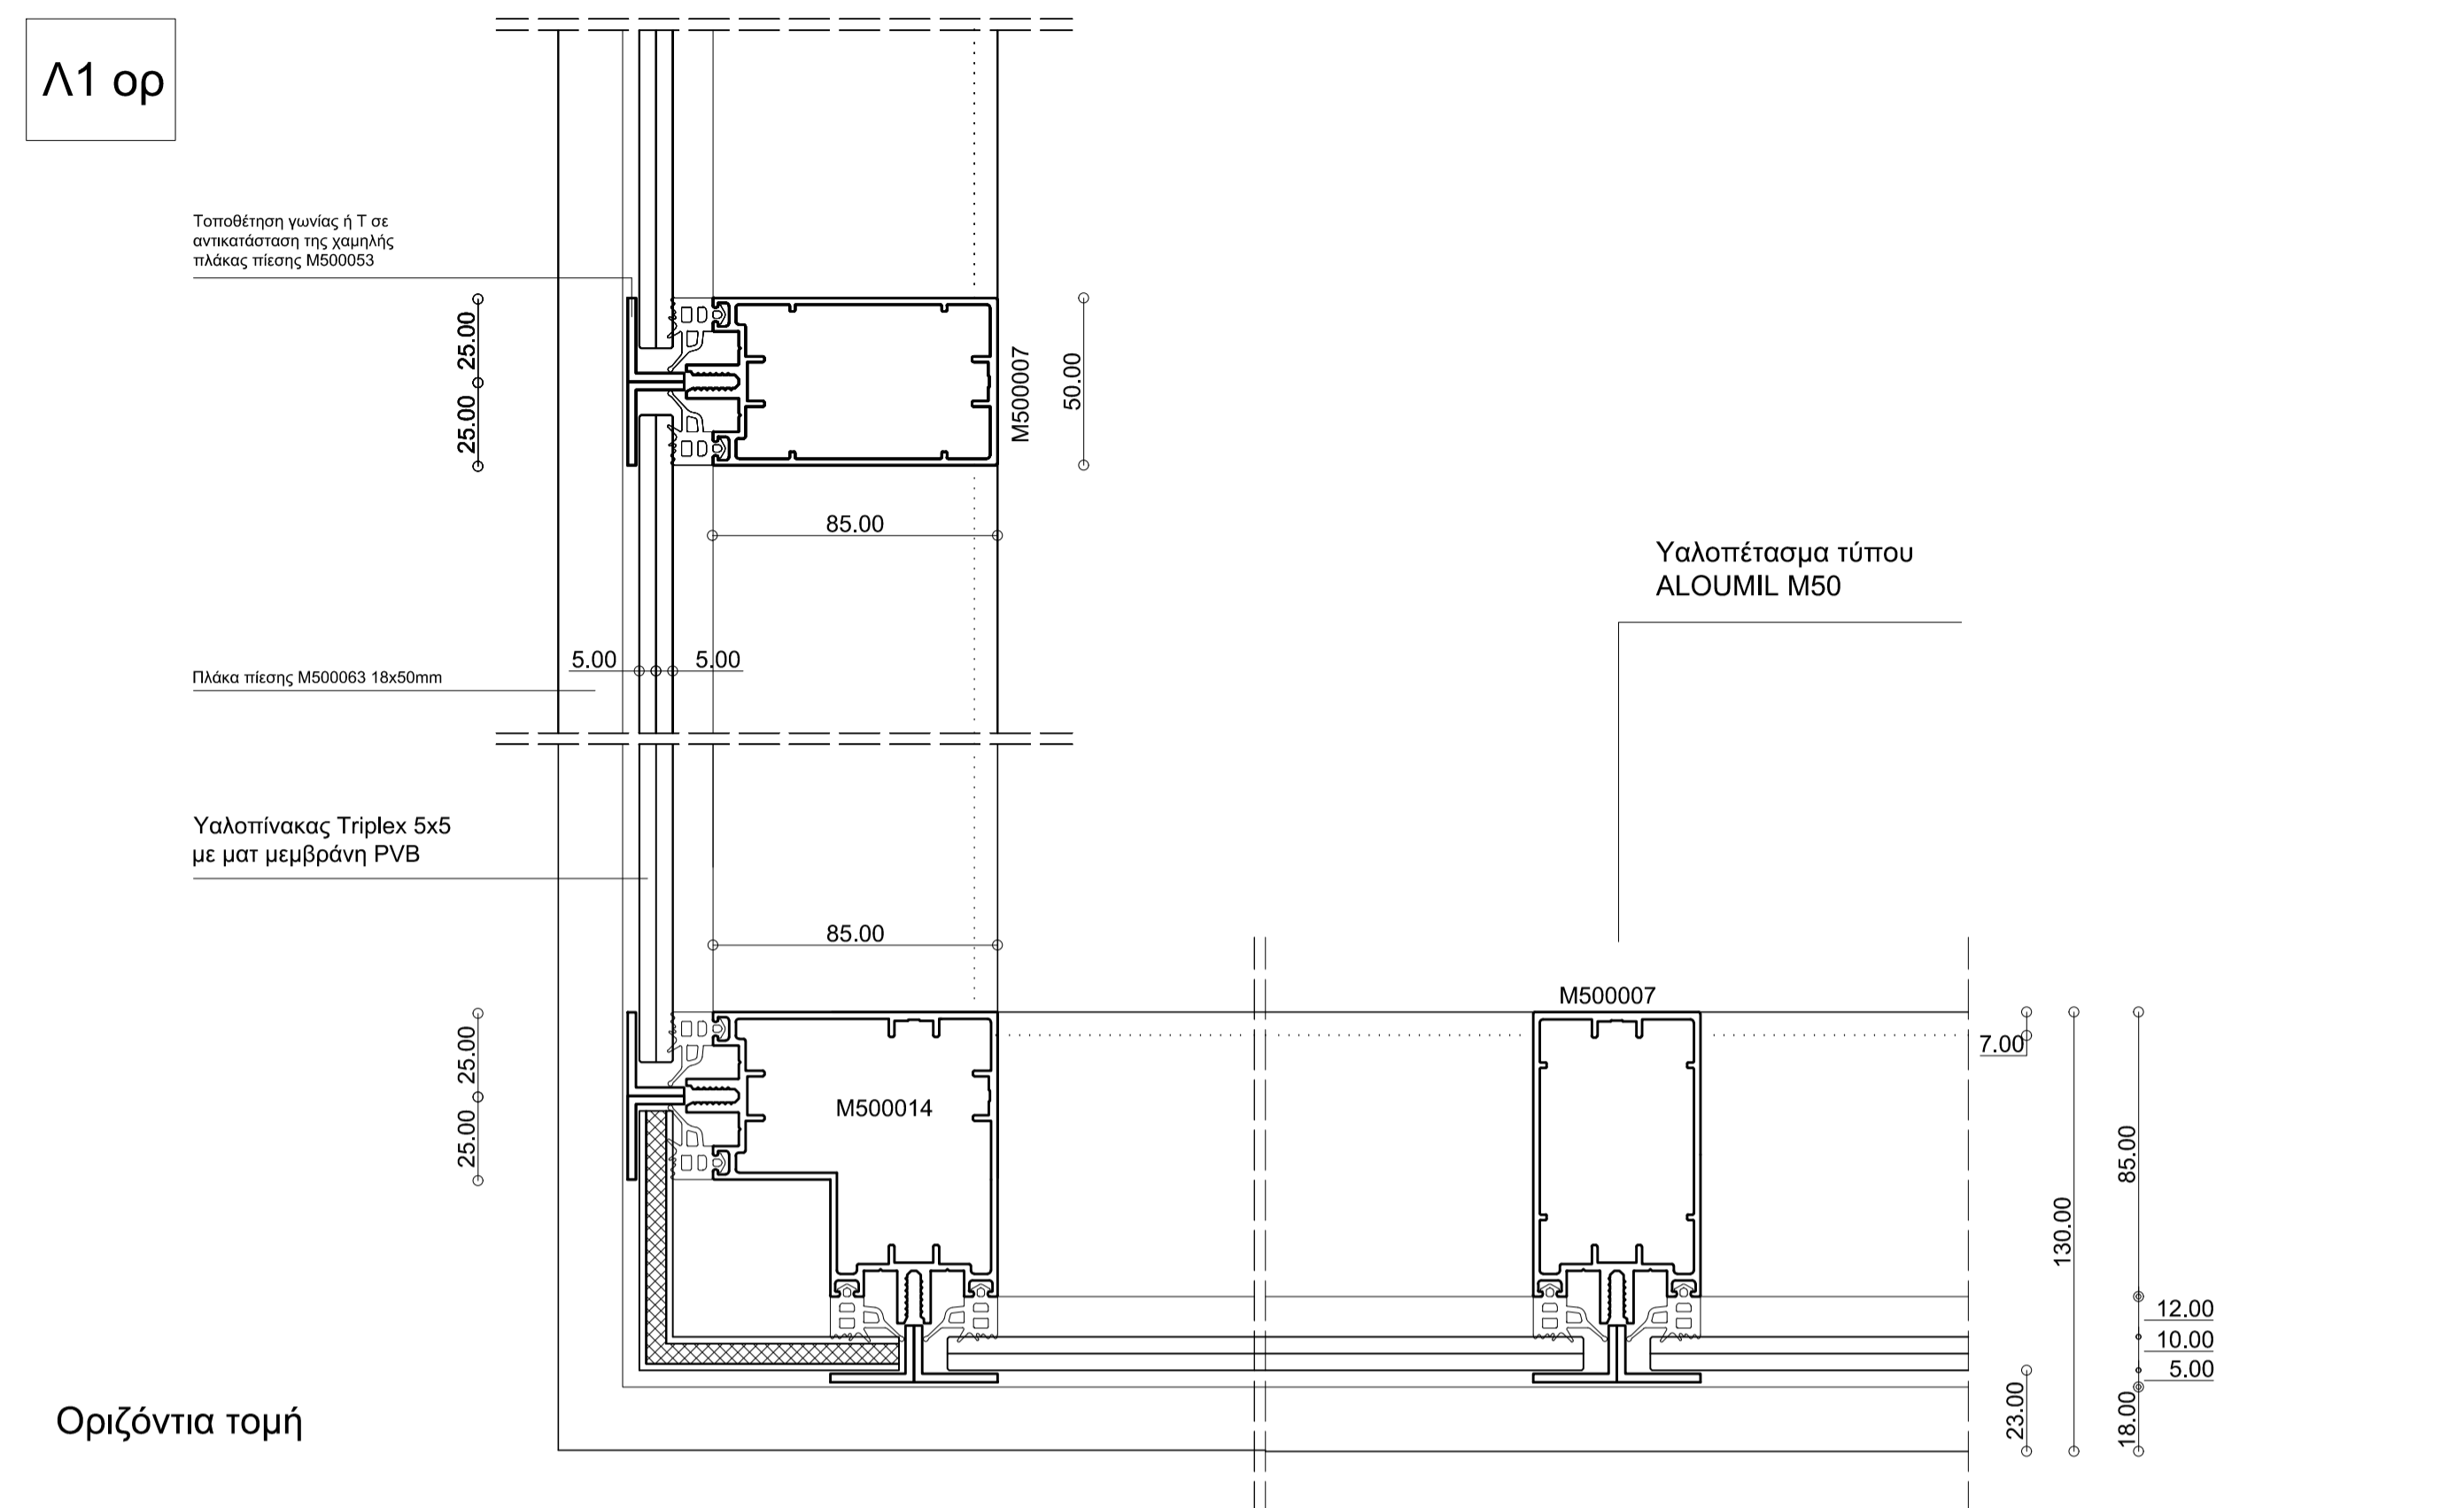 Λ1 ορ
Τοποθέτηση γωνίας ή Τ σε
αντικατάσταση της χαμηλής
πλάκας πίεσης Μ500053
25.00
25.00
M500007
50.00
85.00
Υαλοπέτασμα τύπου
ALOUMIL M50
5.00
5.00
Πλάκα πίεσης Μ500063 18x50mm
Υαλοπίνακας Triplex 5x5
με ματ μεμβράνη PVB
85.00
M500007
25.00
25.00
M500014
7.00
85.00
130.00
12.00
10.00
5.00
23.00
18.00
Οριζόντια τομή